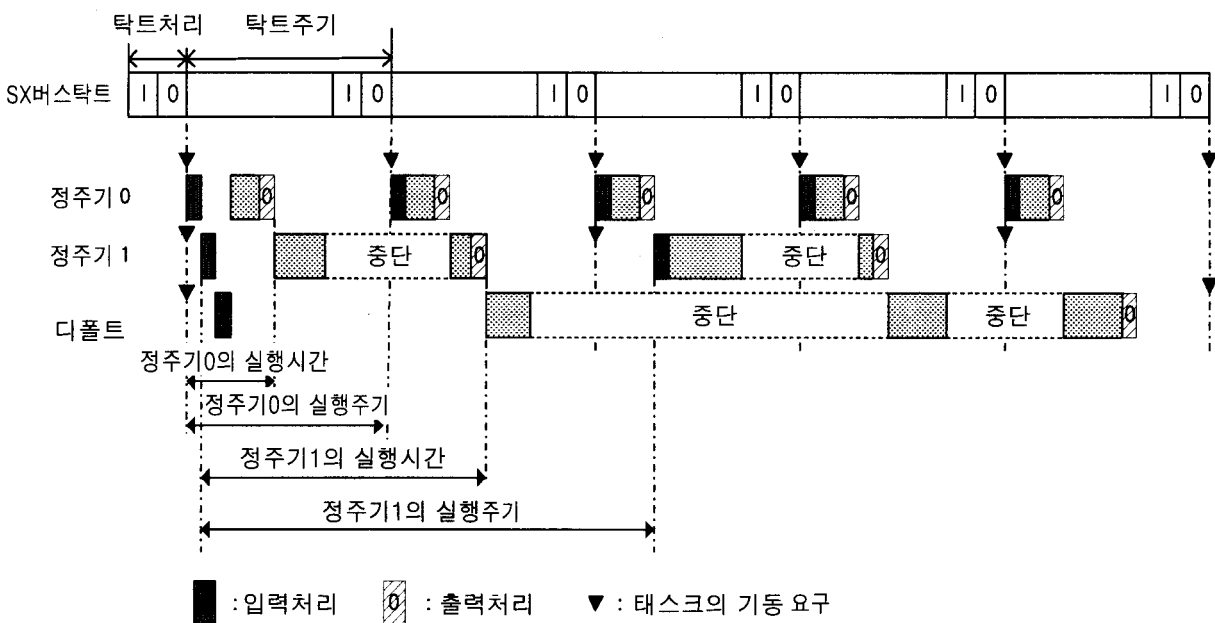 탁트처리 탁트주기
SX버스탁트 I 0 I 0 I 0 I 0 I 0 I 0
정주기 0 0 0 0 0 0
정주기 1 중단 0 중단 0
디폴트 중단 중단 0
정주기0의 실행시간
정주기0의 실행주기
정주기1의 실행시간
정주기1의 실행주기
: 입력처리 0 : 출력처리 ▼ : 태스크의 기동 요구